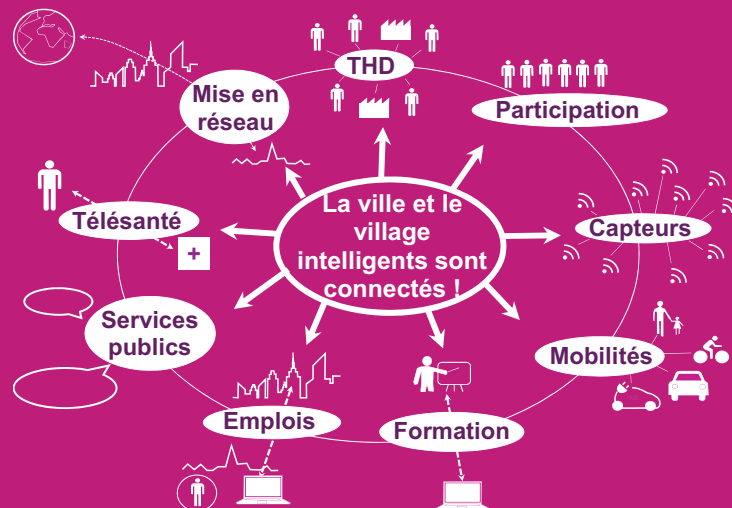 THD
Mise en
réseau
Participation
La ville et le
village
intelligents sont
connectés !
Télésanté
Capteurs
Services
publics
Mobilités
Emplois
Formation